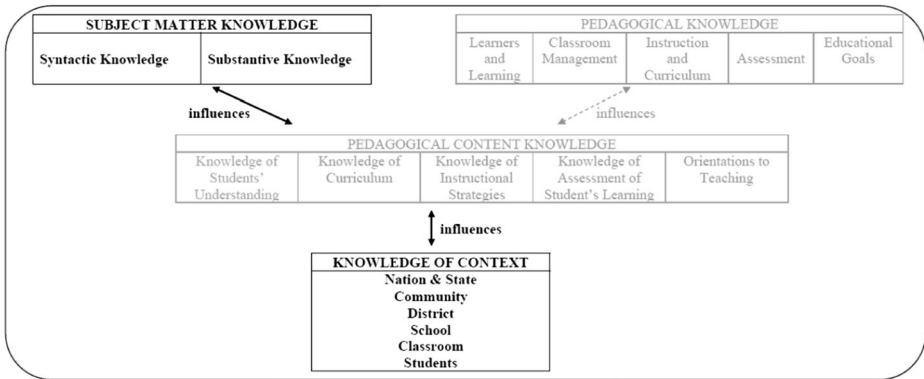 SUBJECT MATTER KNOWLEDGE
Syntactic Knowledge
Substantive Knowledge
PEDAGOGICAL KNOWLEDGE
Learners
and
Learning
Classroom
Management
Instruction
and
Curriculum
Assessment
Educational
Goals
influences
influences
PEDAGOGICAL CONTENT KNOWLEDGE
Knowledge of
Students'
Understanding
Knowledge of
Curriculum
Knowledge of
Instructional
Strategies
Knowledge of
Assessment of
Student's Learning
Orientations to
Teaching
influences
KNOWLEDGE OF CONTEXT
Nation & State
Community
District
School
Classroom
Students